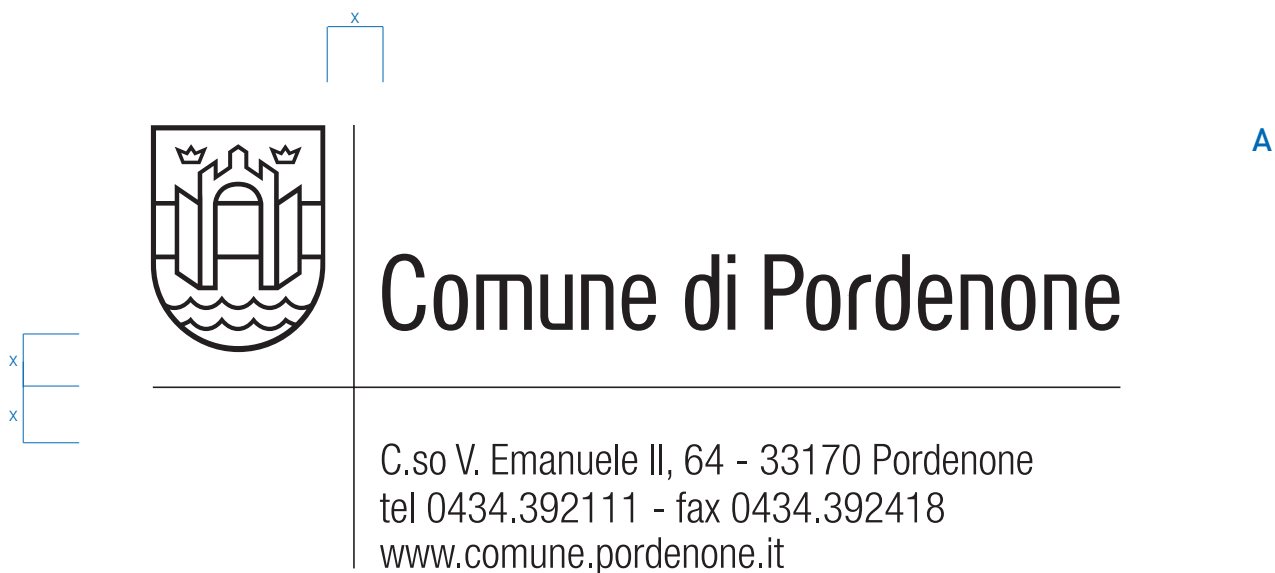 x
A
Comune di Pordenone
x
x
C.so V. Emanuele II, 64 - 33170 Pordenone
tel 0434.392111 - fax 0434.392418
www.comune.pordenone.it